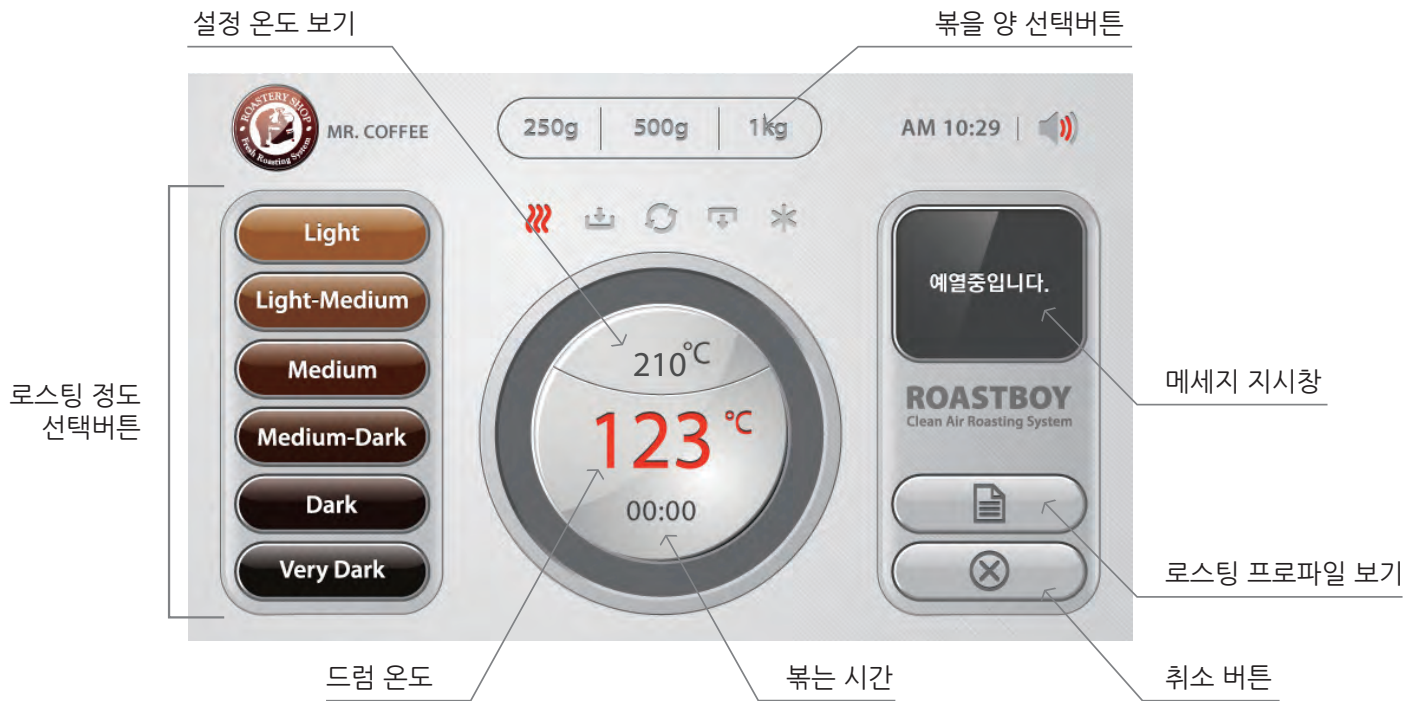 설정 온도 보기
볶을 양 선택버튼
ROASTERY SHOP
Fresh Roasting System
MR. COFFEE
250g
500g
1kg
AM 10:29
Light
Light-Medium
Medium
Medium-Dark
Dark
Very Dark
로스팅 정도
선택버튼
210°C
123 °C
00:00
예열중입니다.
ROASTBOY
Clean Air Roasting System
메세지 지시창
로스팅 프로파일 보기
드럼 온도
볶는 시간
취소 버튼